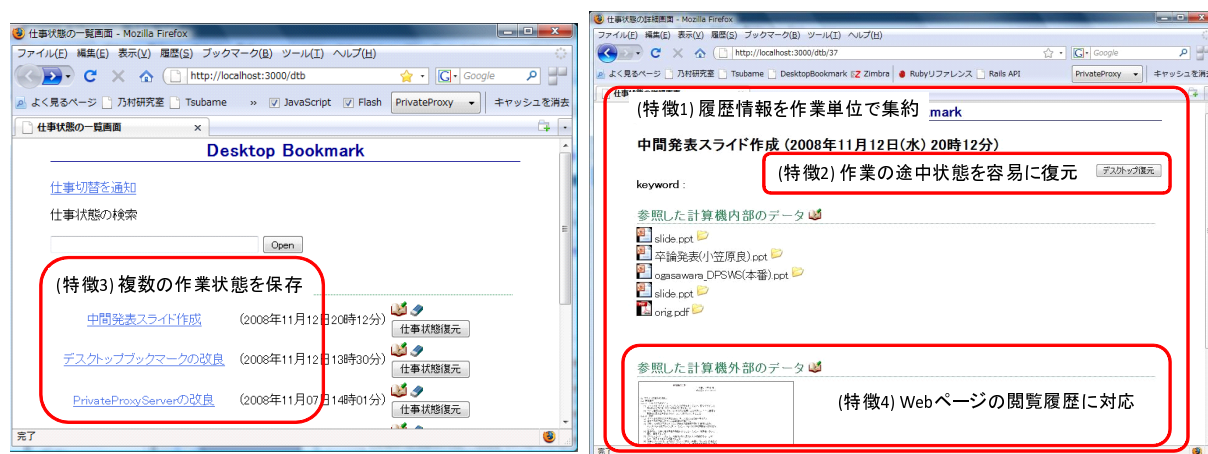 仕事状態の一覧画面 - Mozilla Firefox
ファイル(F) 編集(E) 表示(V) 履歴(S) ブックマーク(B) ツール(T) ヘルプ(H)
http://localhost:3000/dtb
Google
よく見るページ 乃村研究室 Tsubame » JavaScript Flash PrivateProxy キャッシュを消去
仕事状態の一覧画面 x
Desktop Bookmark
仕事切替を通知
仕事状態の検索
Open
(特徴3) 複数の作業状態を保存
中間発表スライド作成 (2008年11月12日20時12分)
仕事状態復元
デスクトップブックマークの改良 (2008年11月12日13時30分)
仕事状態復元
PrivateProxyServerの改良 (2008年11月07日14時01分)
仕事状態復元
完了
仕事状態の詳細画面 - Mozilla Firefox
ファイル(F) 編集(E) 表示(V) 履歴(S) ブックマーク(B) ツール(T) ヘルプ(H)
http://localhost:3000/dtb/37
Google
よく見るページ 乃村研究室 Tsubame DesktopBookmark Zimbra Rubyリファレンス Rails API PrivateProxy キャッシュを消
(特徴1) 履歴情報を作業単位で集約
mark
中間発表スライド作成 (2008年11月12日(水) 20時12分)
(特徴2) 作業の途中状態を容易に復元
デスクトップ復元
keyword :
参照した計算機内部のデータ
slide.ppt
卒論発表(小笠原良).ppt
ogasawara_DPSWS(本番).ppt
slide.ppt
orig.pdf
参照した計算機外部のデータ
(特徴4) Webページの閲覧履歴に対応
完了